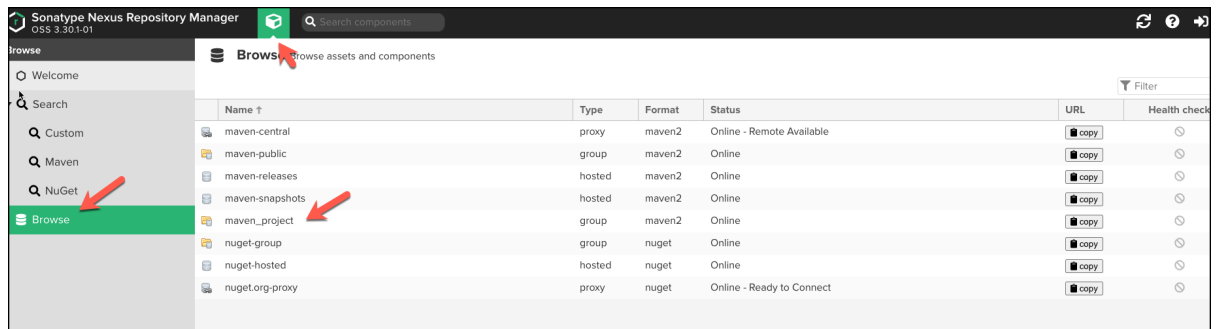 Sonatype Nexus Repository Manager
OSS 3.30.1-01
Search components
Browse
Browse Browse assets and components
Welcome
Search
Custom
Maven
NuGet
Browse
Filter
Name ↑ Type Format Status URL Health check
maven-central proxy maven2 Online - Remote Available copy
maven-public group maven2 Online copy
maven-releases hosted maven2 Online copy
maven-snapshots hosted maven2 Online copy
maven_project group maven2 Online copy
nuget-group group nuget Online copy
nuget-hosted hosted nuget Online copy
nuget.org-proxy proxy nuget Online - Ready to Connect copy